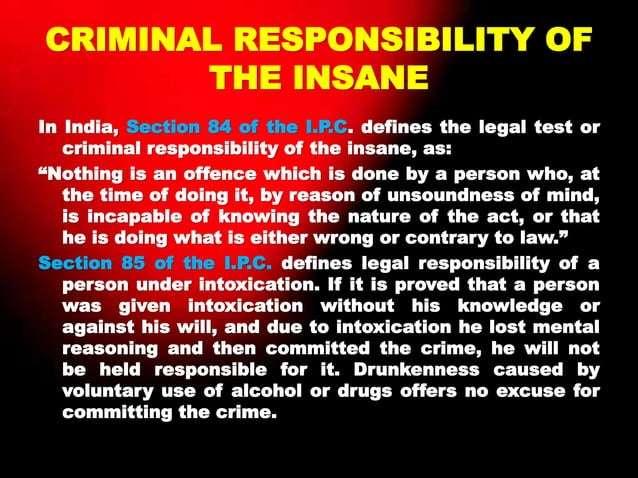 CRIMINAL RESPONSIBILITY OF
THE INSANE
In India, Section 84 of the I.P.C. defines the legal test or
criminal responsibility of the insane, as:
“Nothing is an offence which is done by a person who, at
the time of doing it, by reason of unsoundness of mind,
is incapable of knowing the nature of the act, or that
he is doing what is either wrong or contrary to law.”
Section 85 of the I.P.C. defines legal responsibility of a
person under intoxication. If it is proved that a person
was given intoxication without his knowledge or
against his will, and due to intoxication he lost mental
reasoning and then committed the crime, he will not
be held responsible for it. Drunkenness caused by
voluntary use of alcohol or drugs offers no excuse for
committing the crime.